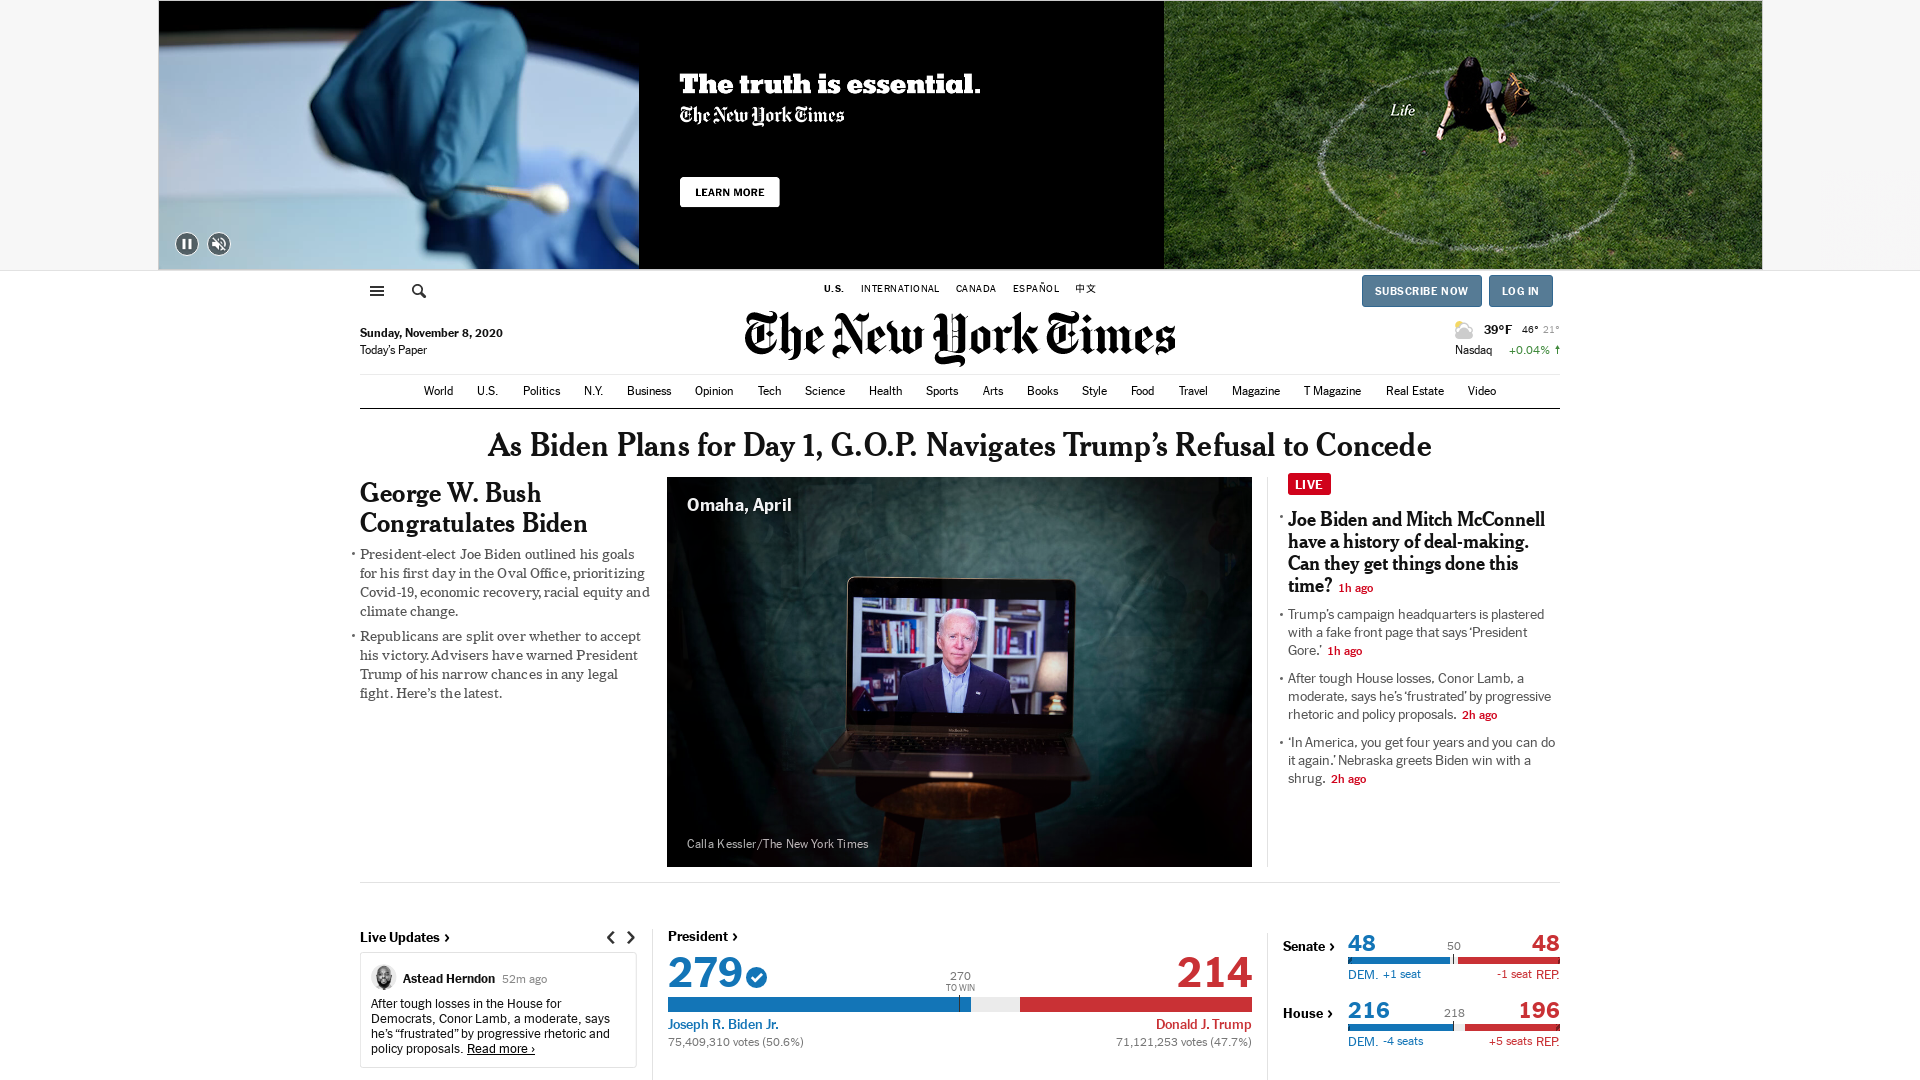 The truth is essential.
The New York Times
LEARN MORE
Life
U.S. INTERNATIONAL CANADA ESPAÑOL 中文
SUBSCRIBE NOW LOG IN
Sunday, November 8, 2020
Today's Paper
The New York Times
39°F 46° 21°
Nasdaq +0.04% ↑
World U.S. Politics N.Y. Business Opinion Tech Science Health Sports Arts Books Style Food Travel Magazine T Magazine Real Estate Video
As Biden Plans for Day 1, G.O.P. Navigates Trump's Refusal to Concede
George W. Bush
Congratulates Biden
• President-elect Joe Biden outlined his goals
for his first day in the Oval Office, prioritizing
Covid-19, economic recovery, racial equity and
climate change.
• Republicans are split over whether to accept
his victory. Advisers have warned President
Trump of his narrow chances in any legal
fight. Here's the latest.
Omaha, April
Calla Kessler/The New York Times
LIVE
• Joe Biden and Mitch McConnell
have a history of deal-making.
Can they get things done this
time? 1h ago
• Trump's campaign headquarters is plastered
with a fake front page that says 'President
Gore.' 1h ago
• After tough House losses, Conor Lamb, a
moderate, says he's 'frustrated' by progressive
rhetoric and policy proposals. 2h ago
• 'In America, you get four years and you can do
it again.' Nebraska greets Biden win with a
shrug. 2h ago
Live Updates ›
Astead Herndon 52m ago
After tough losses in the House for
Democrats, Conor Lamb, a moderate, says
he's "frustrated" by progressive rhetoric and
policy proposals. Read more ›
President ›
279 214
270
TO WIN
Joseph R. Biden Jr. Donald J. Trump
75,409,310 votes (50.6%) 71,121,253 votes (47.7%)
Senate › 48 50 48
DEM. +1 seat -1 seat REP.
House › 216 218 196
DEM. -4 seats +5 seats REP.